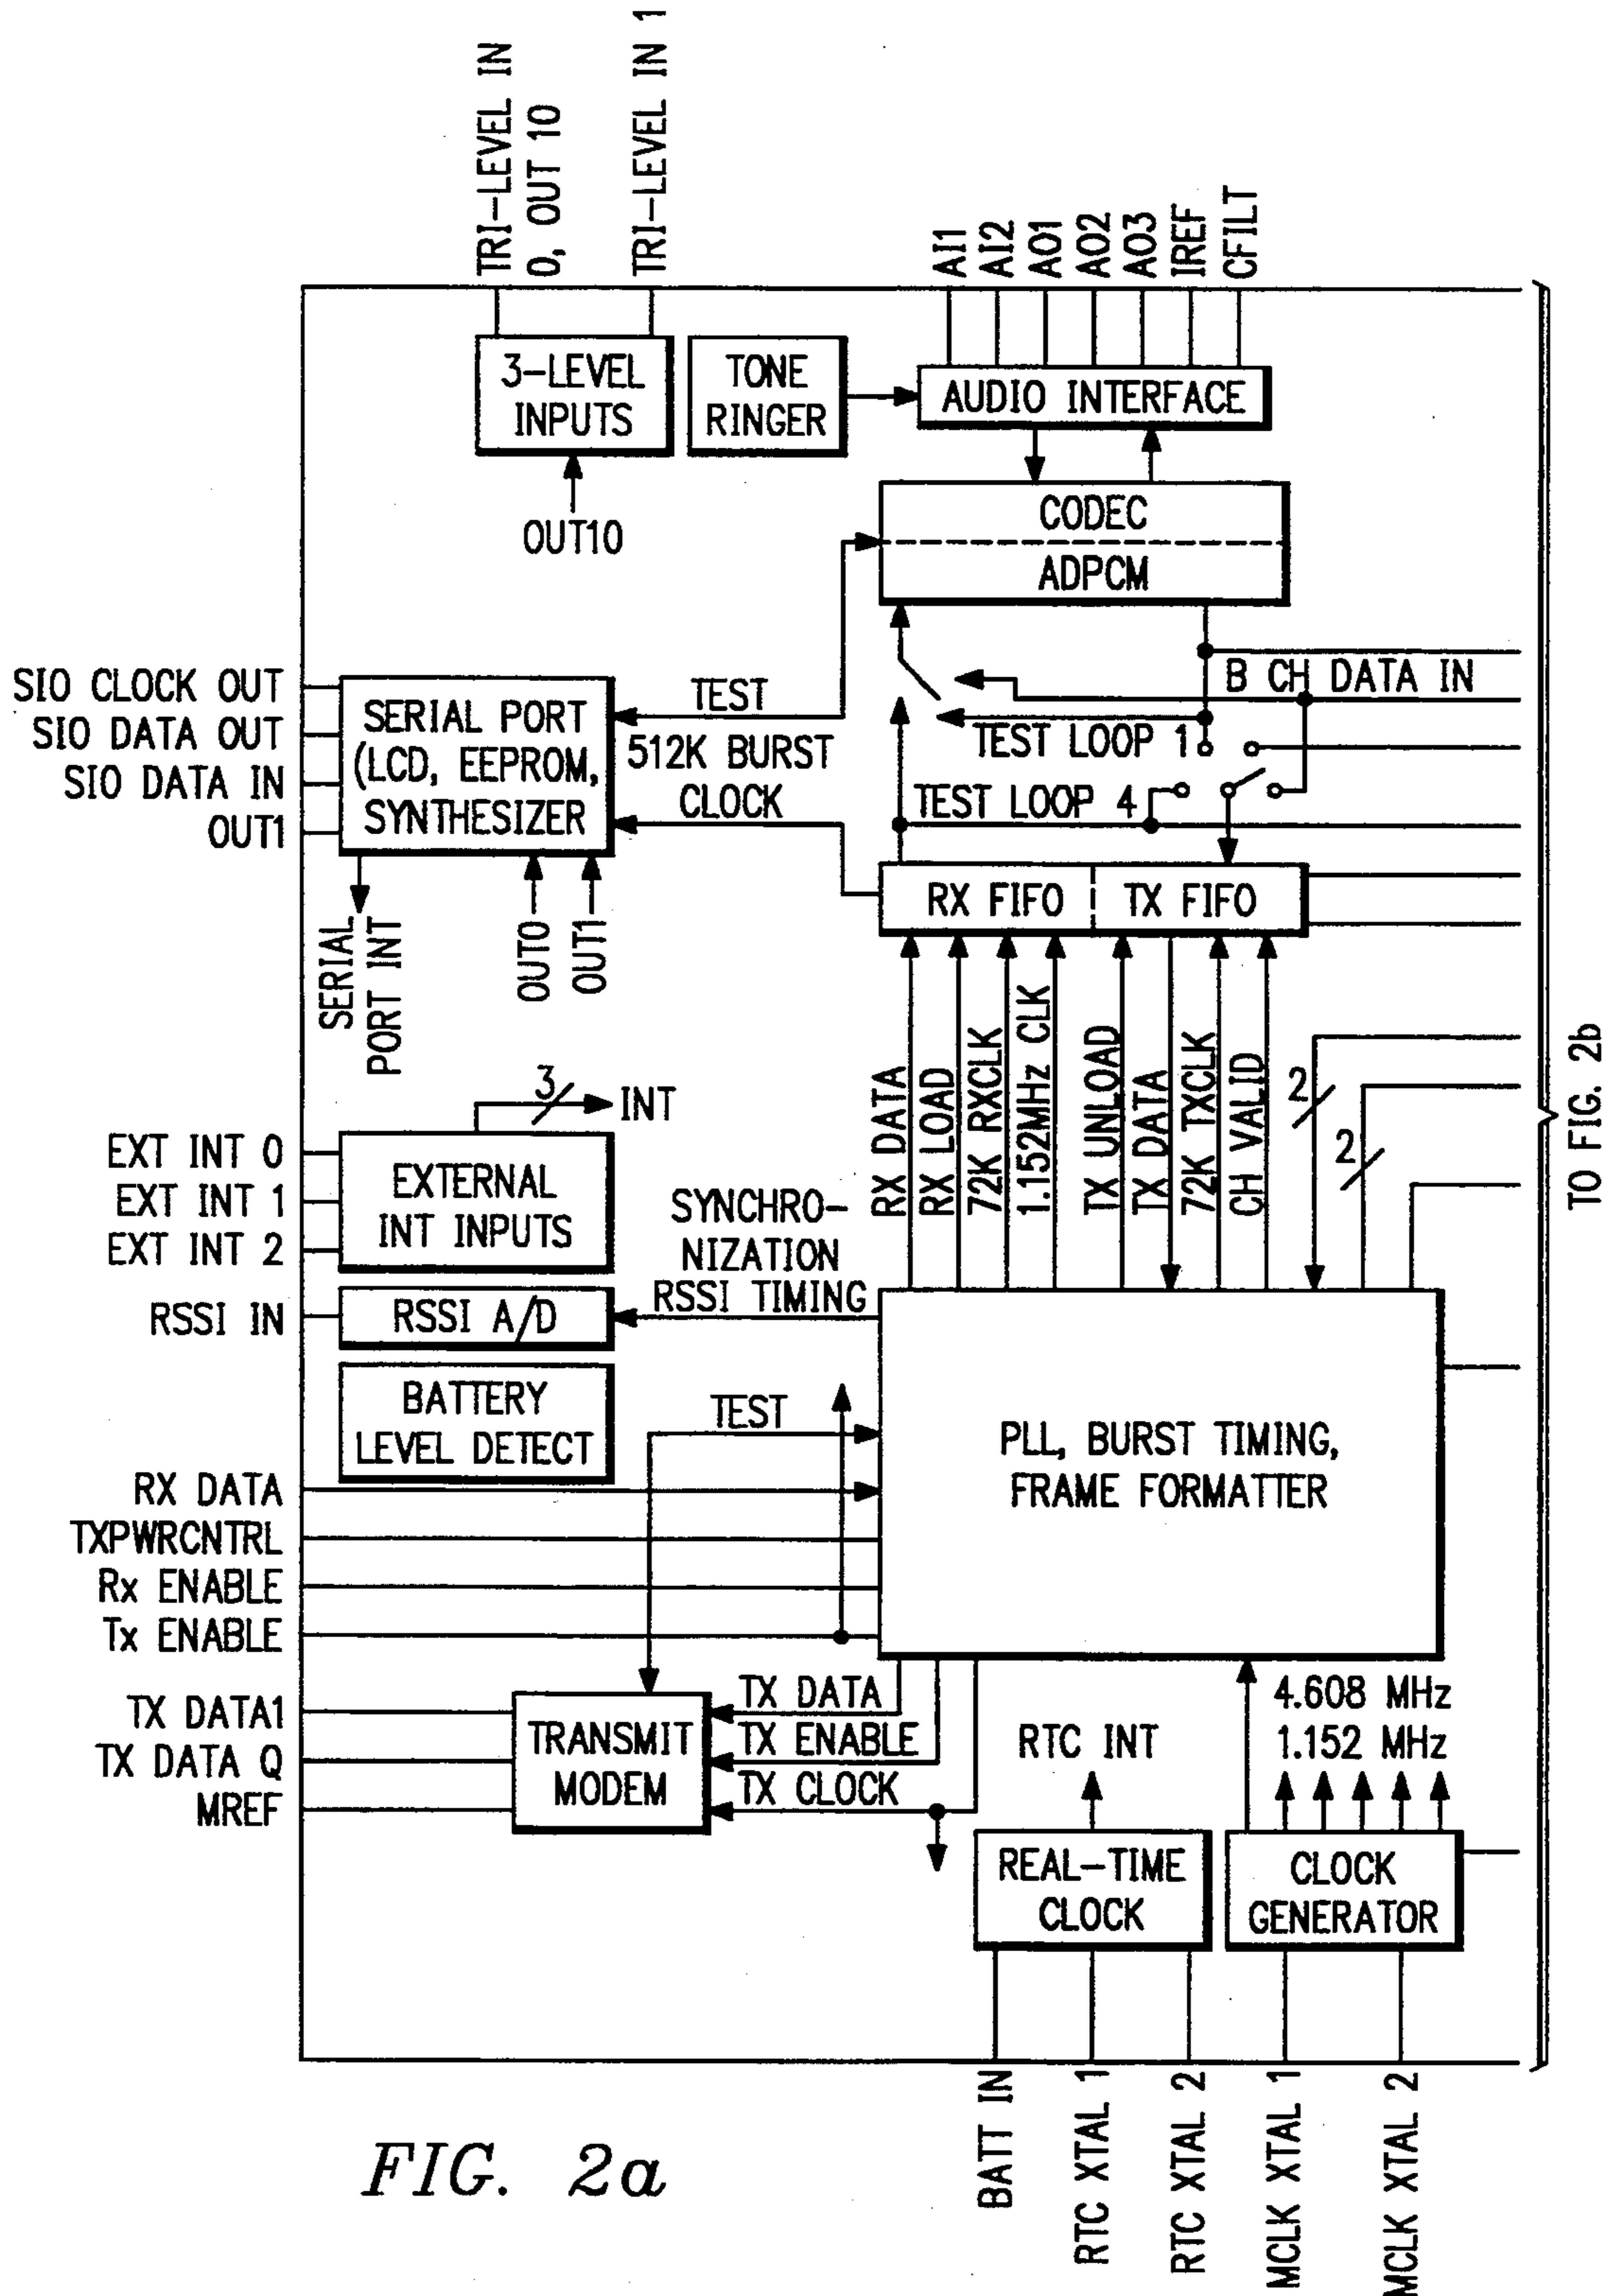 TRI-LEVEL IN
0, OUT 10
TRI-LEVEL IN 1
AI1
AI2
AO1
AO2
AO3
IREF
CFILT
3-LEVEL
INPUTS
TONE
RINGER
AUDIO INTERFACE
OUT10
CODEC
ADPCM
SIO CLOCK OUT
SIO DATA OUT
SIO DATA IN
OUT1
SERIAL PORT
(LCD, EEPROM,
SYNTHESIZER
TEST
512K BURST
CLOCK
B CH DATA IN
TEST LOOP 1
TEST LOOP 4
RX FIFO
TX FIFO
SERIAL
PORT INT
OUT0
OUT1
RX DATA
RX LOAD
72K RXCLK
1.152MHz CLK
TX UNLOAD
TX DATA
72K TXCLK
CH VALID
2
2
TO FIG. 2b
3
INT
EXT INT 0
EXT INT 1
EXT INT 2
EXTERNAL
INT INPUTS
SYNCHRO-
NIZATION
RSSI TIMING
RSSI IN
RSSI A/D
BATTERY
LEVEL DETECT
TEST
PLL, BURST TIMING,
FRAME FORMATTER
RX DATA
TXPWRCNTRL
Rx ENABLE
Tx ENABLE
TX DATA1
TX DATA Q
MREF
TRANSMIT
MODEM
TX DATA
TX ENABLE
TX CLOCK
RTC INT
4.608 MHz
1.152 MHz
REAL-TIME
CLOCK
CLOCK
GENERATOR
BATT IN
RTC XTAL 1
RTC XTAL 2
MCLK XTAL 1
MCLK XTAL 2
FIG. 2a